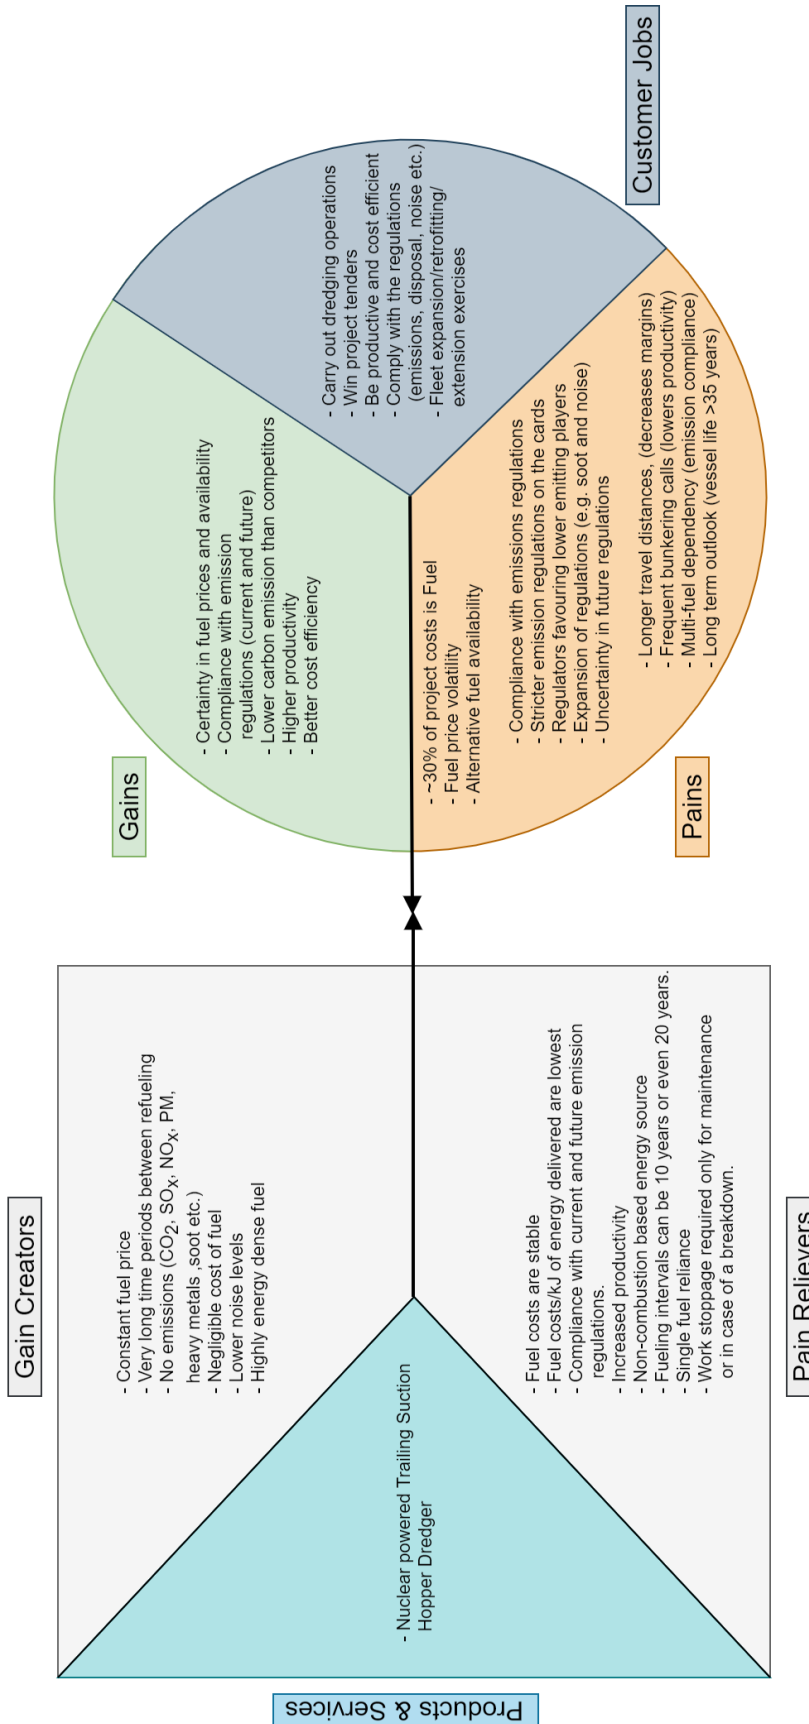 Gain Creators
- Constant fuel price
- Very long time periods between refueling
- No emissions (CO2, SOx, NOx, PM,
heavy metals ,soot etc.)
- Negligible cost of fuel
- Lower noise levels
- Highly energy dense fuel
Products & Services
- Nuclear powered Trailing Suction
Hopper Dredger
- Fuel costs are stable
- Fuel costs/kJ of energy delivered are lowest
- Compliance with current and future emission
regulations.
- Increased productivity
- Non-combustion based energy source
- Fueling intervals can be 10 years or even 20 years.
- Single fuel reliance
- Work stoppage required only for maintenance
or in case of a breakdown.
Pain Relievers
Gains
- Certainty in fuel prices and availability
- Compliance with emission
regulations (current and future)
- Lower carbon emission than competitors
- Higher productivity
- Better cost efficiency
- Carry out dredging operations
- Win project tenders
- Be productive and cost efficient
- Comply with the regulations
(emissions, disposal, noise etc.)
- Fleet expansion/retrofitting/
extension exercises
Customer Jobs
- ~30% of project costs is Fuel
- Fuel price volatility
- Alternative fuel availability
- Compliance with emissions regulations
- Stricter emission regulations on the cards
- Regulators favouring lower emitting players
- Expansion of regulations (e.g. soot and noise)
- Uncertainty in future regulations
- Longer travel distances, (decreases margins)
- Frequent bunkering calls (lowers productivity)
- Multi-fuel dependency (emission compliance)
- Long term outlook (vessel life >35 years)
Pains